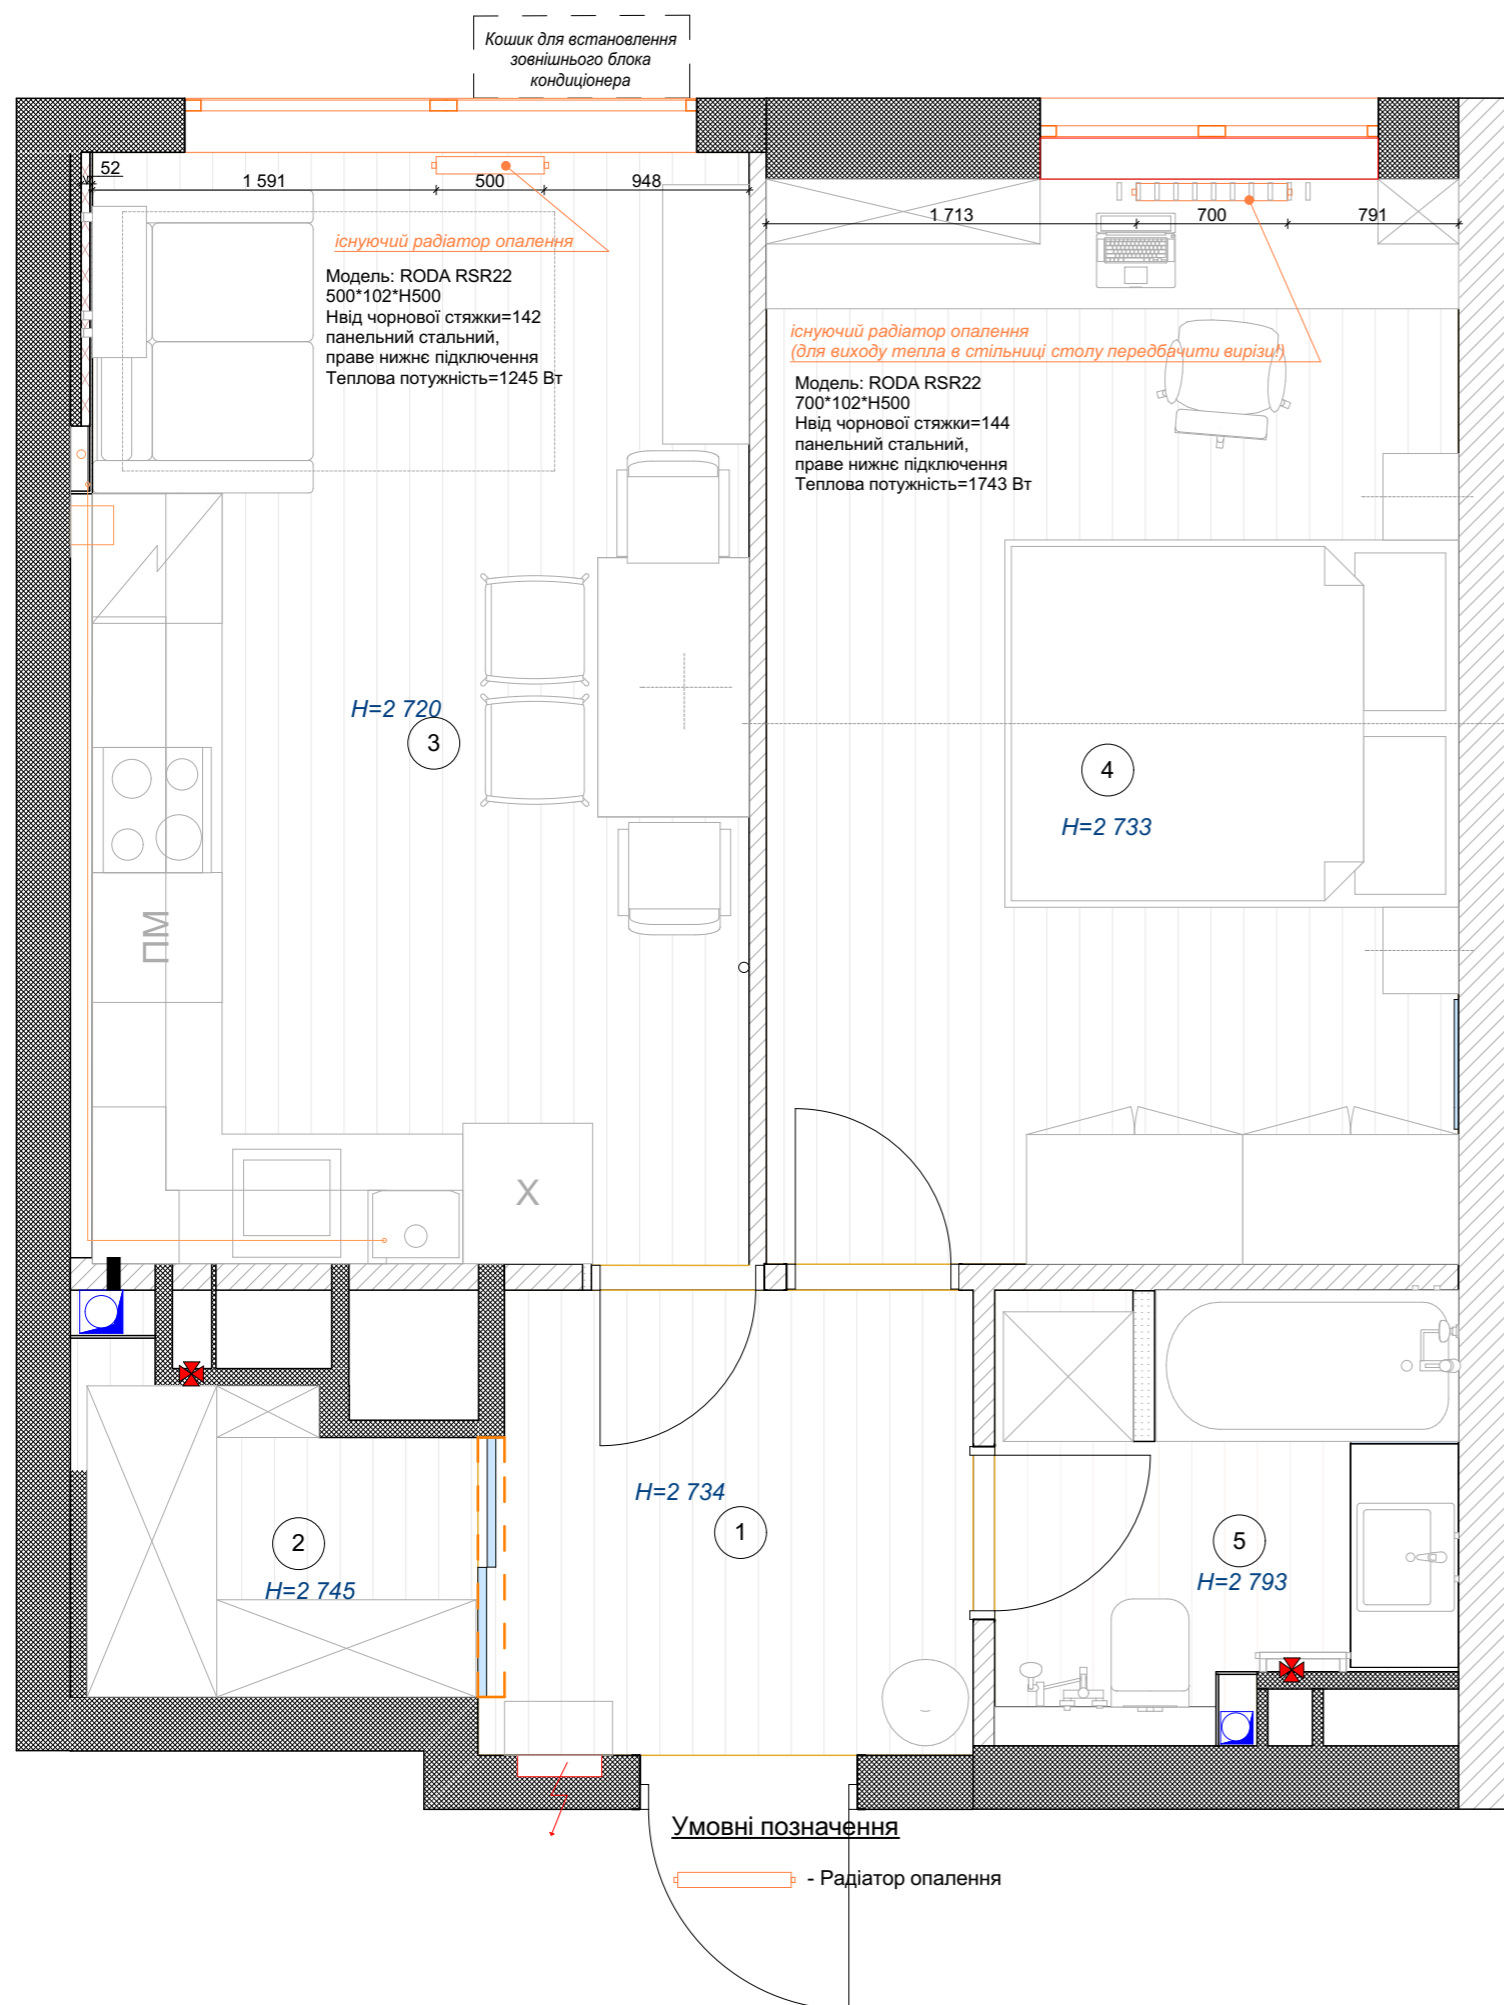 Кошик для встановлення
зовнішнього блока
кондиціонера
52
1 591
500
948
1 713
700
791
існуючий радіатор опалення
Модель: RODA RSR22
500*102*H500
Hвід чорнової стяжки=142
панельний стальний,
праве нижнє підключення
Теплова потужність=1245 Вт
існуючий радіатор опалення
(для виходу тепла в стільниці столу передбачити вирізи!)
Модель: RODA RSR22
700*102*H500
Hвід чорнової стяжки=144
панельний стальний,
праве нижнє підключення
Теплова потужність=1743 Вт
H=2 720
3
4
H=2 733
ПМ
X
H=2 734
1
2
H=2 745
5
H=2 793
Умовні позначення
- Радіатор опалення